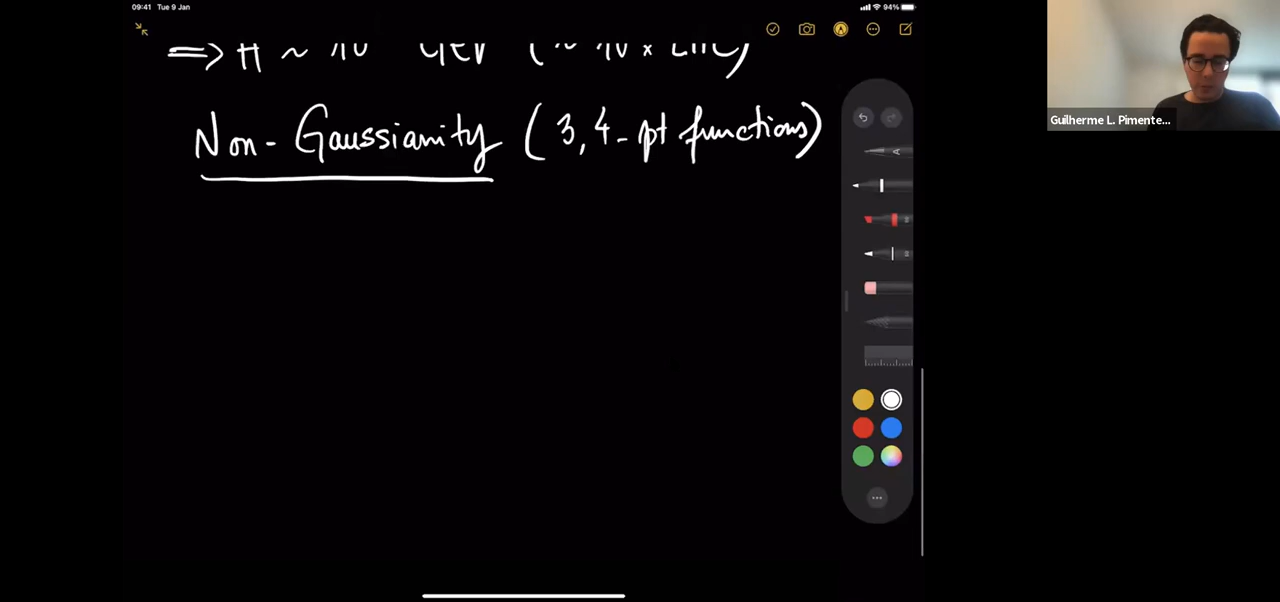 09:41 Tue 9 Jan
94%
Non-Gaussianity (3,4-pt functions)
Guilherme L. Pimente...